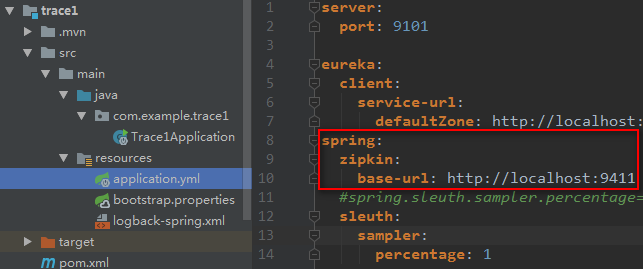 trace1
.mvn
src
main
java
com.example.trace1
Trace1Application
resources
application.yml
bootstrap.properties
logback-spring.xml
target
pom.xml
1 server:
2 port: 9101
3
4 eureka:
5 client:
6 service-url:
7 defaultZone: http://localhost:
8 spring:
9 zipkin:
10 base-url: http://localhost:9411
11 #spring.sleuth.sampler.percentage=
12 sleuth:
13 sampler:
14 percentage: 1